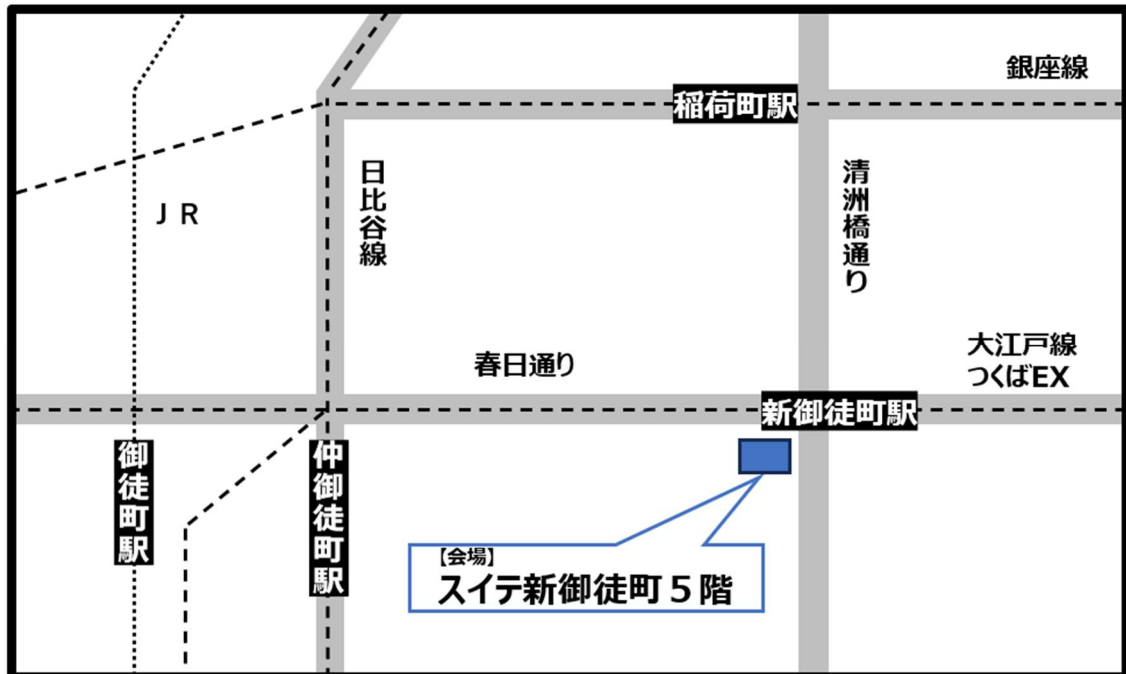 銀座線
稲荷町駅
日比谷線
清洲橋通り
ＪＲ
大江戸線
つくばEX
春日通り
新御徒町駅
御徒町駅
仲御徒町駅
【会場】
スイテ新御徒町５階